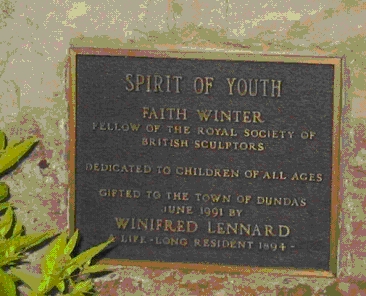 SPIRIT OF YOUTH
FAITH WINTER
FELLOW OF THE ROYAL SOCIETY OF
BRITISH SCULPTORS
DEDICATED TO CHILDREN OF ALL AGES
GIFTED TO THE TOWN OF DUNDAS
JUNE 1991 BY
WINIFRED LENNARD
A LIFE-LONG RESIDENT 1894-